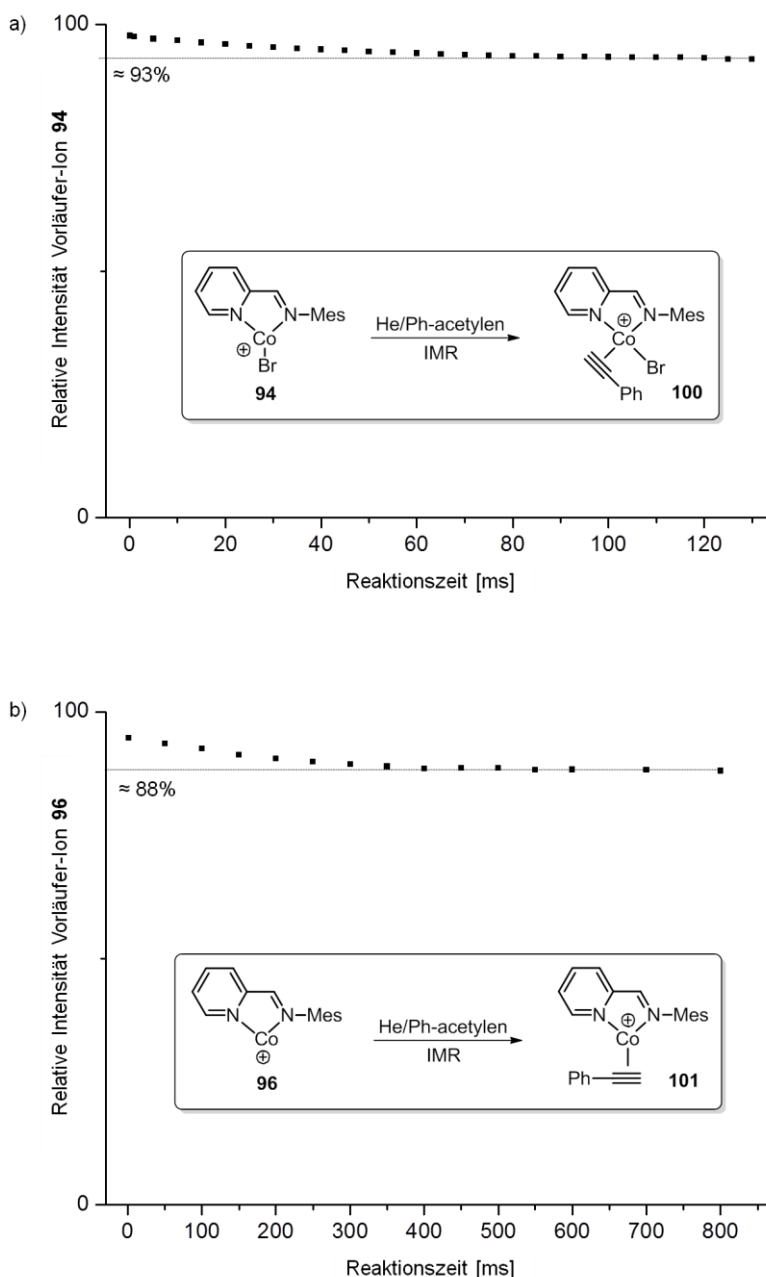 a)
100
≈ 93%
Relative Intensität Vorläufer-Ion 94
N
N–Mes
Co
⊕
Br
94
He/Ph-acetylen
IMR
N
⊕
N–Mes
Co
Br
Ph
100
0
0 20 40 60 80 100 120
Reaktionszeit [ms]
b)
100
≈ 88%
Relative Intensität Vorläufer-Ion 96
N
N–Mes
Co
⊕
96
He/Ph-acetylen
IMR
N
⊕
N–Mes
Co
Ph
101
0
0 100 200 300 400 500 600 700 800
Reaktionszeit [ms]